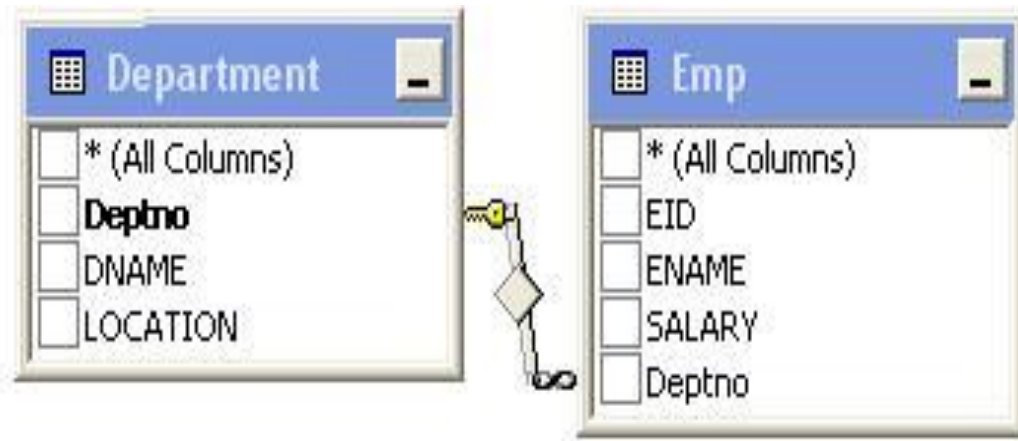 Department
* (All Columns)
Deptno
DNAME
LOCATION
Emp
* (All Columns)
EID
ENAME
SALARY
Deptno